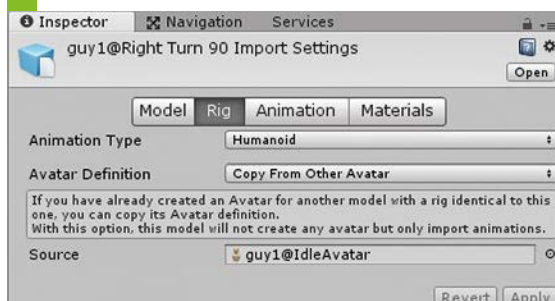 Inspector Navigation Services
guy1@Right Turn 90 Import Settings
Open
Model Rig Animation Materials
Animation Type Humanoid
Avatar Definition Copy From Other Avatar
If you have already created an Avatar for another model with a rig identical to this
one, you can copy its Avatar definition.
With this option, this model will not create any avatar but only import animations.
Source guy1@IdleAvatar
Revert Apply